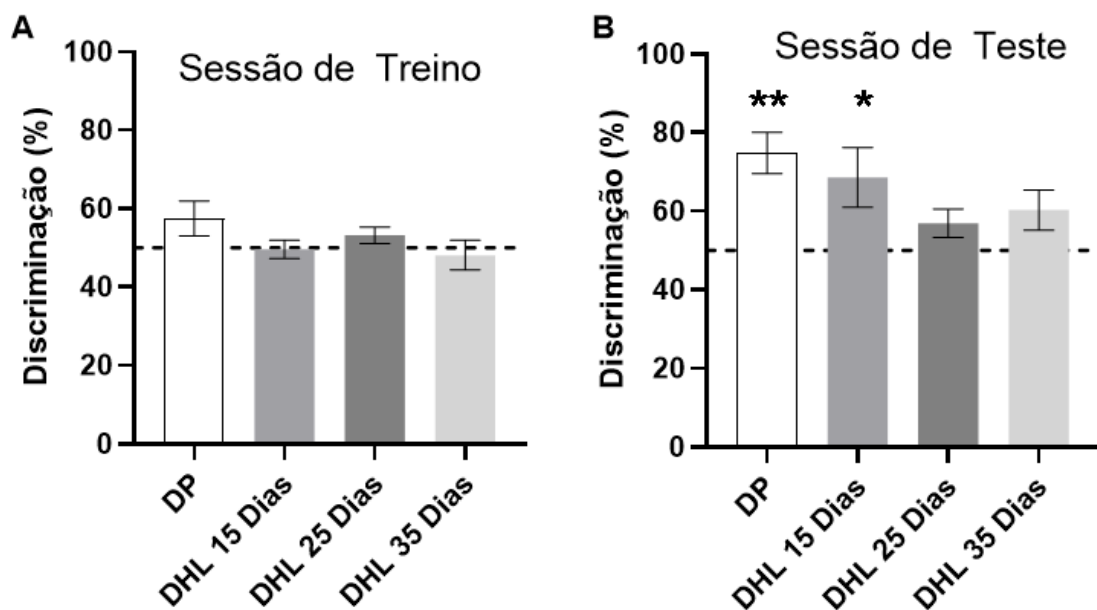 A
Sessão de Treino
Discriminação (%)
100
80
60
40
20
0
DP
DHL 15 Dias
DHL 25 Dias
DHL 35 Dias
B
Sessão de Teste
Discriminação (%)
100
80
60
40
20
0
**
*
DP
DHL 15 Dias
DHL 25 Dias
DHL 35 Dias